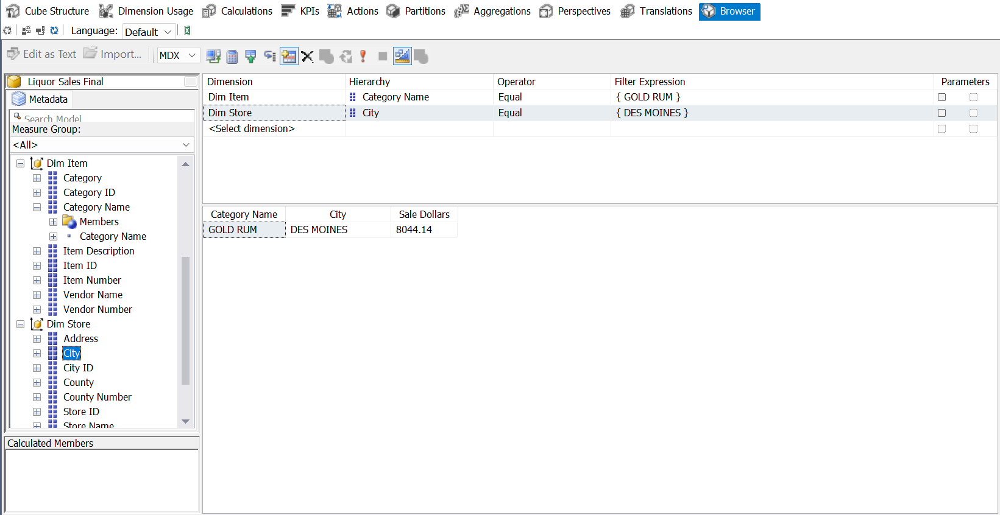 Cube Structure Dimension Usage Calculations KPIs Actions Partitions Aggregations Perspectives Translations Browser
Language: Default
Edit as Text Import... MDX
Liquor Sales Final
Metadata
Search Model
Measure Group:
<All>
Dim Item
Category
Category ID
Category Name
Members
Category Name
Item Description
Item ID
Item Number
Vendor Name
Vendor Number
Dim Store
Address
City
City ID
County
County Number
Store ID
Store Name
Calculated Members
Dimension Hierarchy Operator Filter Expression Parameters
Dim Item Category Name Equal { GOLD RUM }
Dim Store City Equal { DES MOINES }
<Select dimension>
Category Name City Sale Dollars
GOLD RUM DES MOINES 8044.14